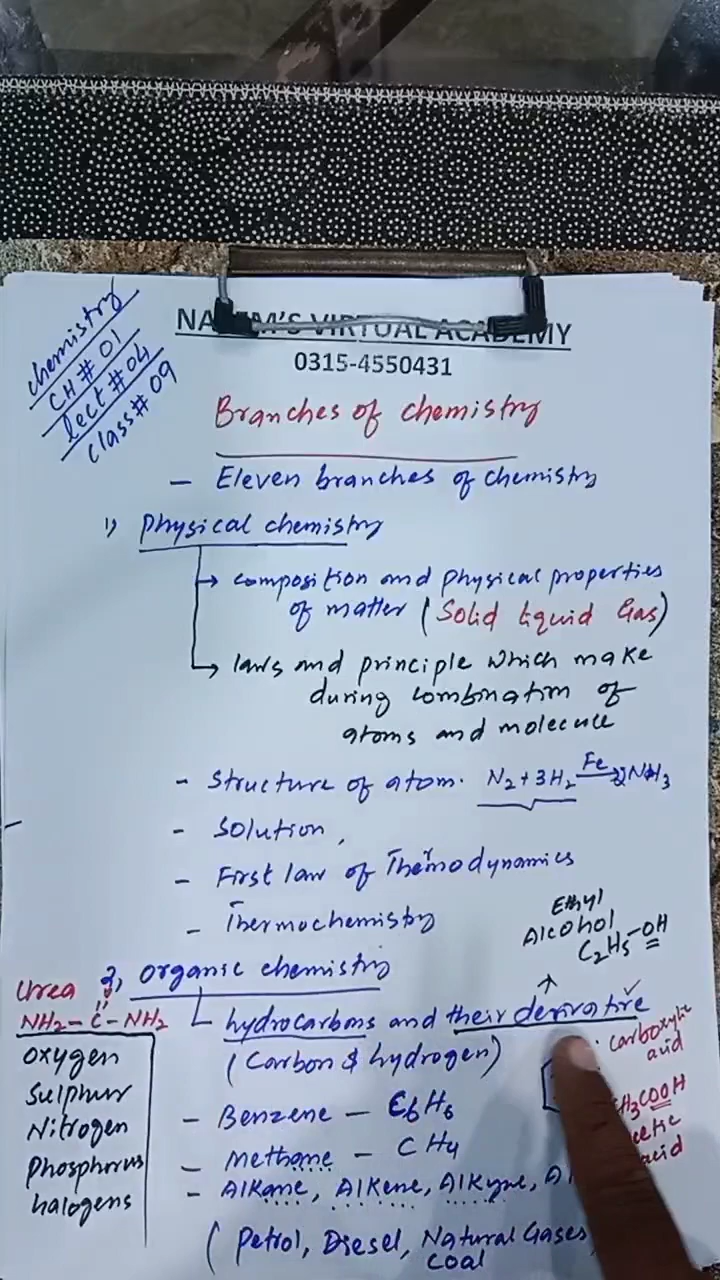 chemistry
CH # 01
lect # 04
class # 09
VIRTUAL ACADEMY
0315-4550431
Branches of chemistry
- Eleven branches of chemistry
1) Physical chemistry
→ composition and physical properties
of matter (Solid liquid Gas)
→ laws and principle which make
during combination of
atoms and molecule
- structure of atom. N2 + 3H2 Fe → 2NH3
- Solution,
- First law of Thermodynamics
- Thermochemistry
Ethyl
Alcohol
C2H5-OH
2, organic chemistry
hydrocarbons and their derivative
(Carbon & hydrogen)
- Benzene - C6H6
- Methane - CH4
- Alkane, Alkene, Alkyne,
(Petrol, Diesel, Natural Gases
coal
Urea
O
NH2-C-NH2
oxygen
Sulphur
Nitrogen
Phosphorus
halogens
carboxylic
acid
CH3COOH
acid